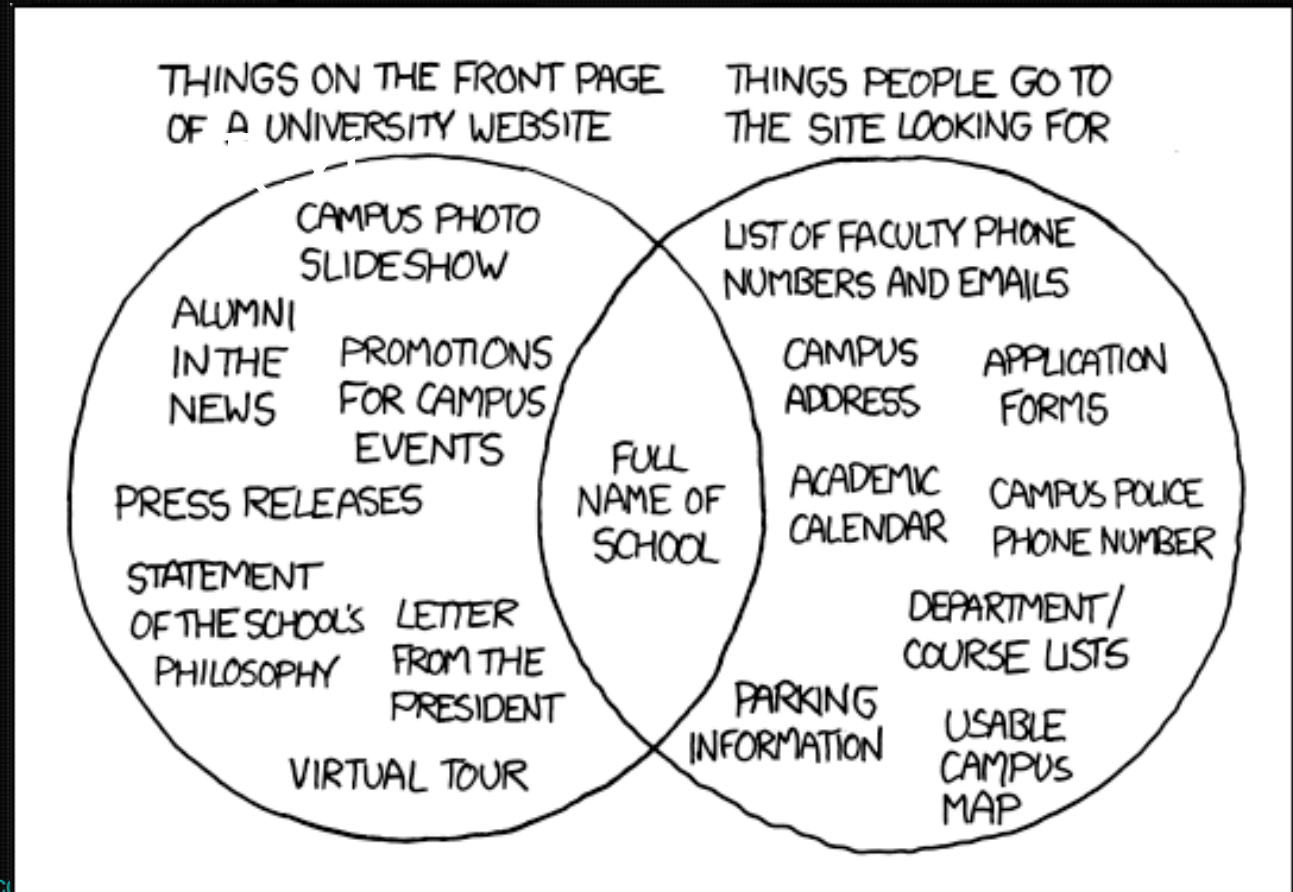 THINGS ON THE FRONT PAGE
OF A UNIVERSITY WEBSITE
THINGS PEOPLE GO TO
THE SITE LOOKING FOR
CAMPUS PHOTO
SLIDESHOW
ALUMNI
IN THE
NEWS
PROMOTIONS
FOR CAMPUS
EVENTS
PRESS RELEASES
STATEMENT
OF THE SCHOOL'S
PHILOSOPHY
LETTER
FROM THE
PRESIDENT
VIRTUAL TOUR
FULL
NAME OF
SCHOOL
LIST OF FACULTY PHONE
NUMBERS AND EMAILS
CAMPUS
ADDRESS
APPLICATION
FORMS
ACADEMIC
CALENDAR
CAMPUS POLICE
PHONE NUMBER
DEPARTMENT/
COURSE LISTS
PARKING
INFORMATION
USABLE
CAMPUS
MAP